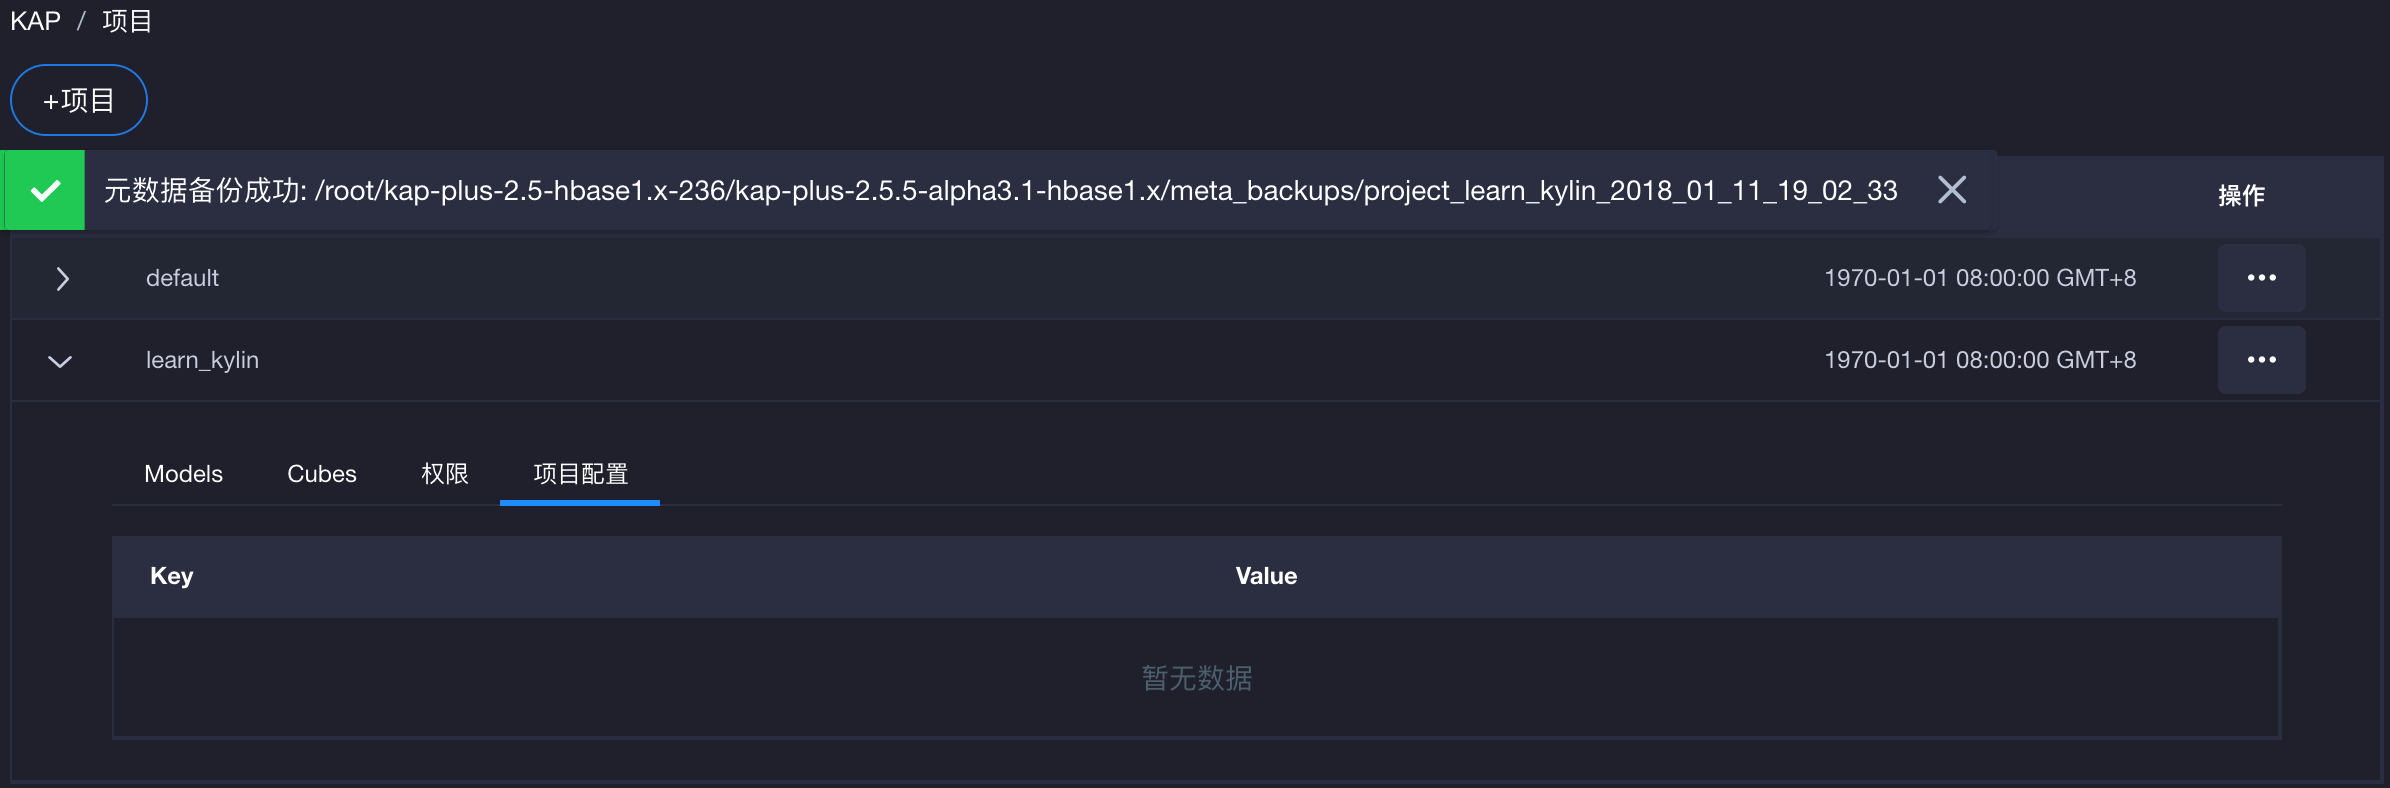 KAP / 项目
+项目
元数据备份成功: /root/kap-plus-2.5-hbase1.x-236/kap-plus-2.5.5-alpha3.1-hbase1.x/meta_backups/project_learn_kylin_2018_01_11_19_02_33
操作
default 1970-01-01 08:00:00 GMT+8
learn_kylin 1970-01-01 08:00:00 GMT+8
Models Cubes 权限 项目配置
Key Value
暂无数据